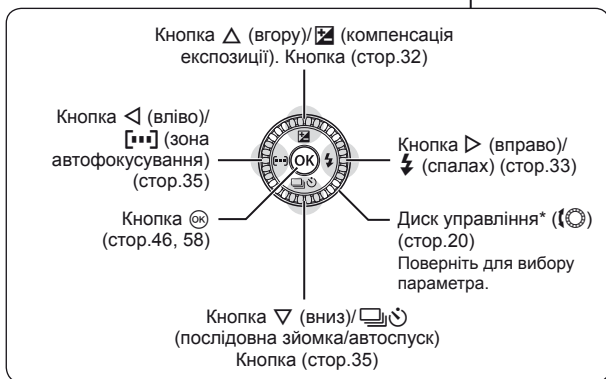 Кнопка △ (вгору)/ (компенсація
експозиції). Кнопка (стор.32)
Кнопка ◁ (вліво)/
[▪▪▪] (зона
автофокусування)
(стор.35)
Кнопка ▷ (вправо)/
⚡ (спалах) (стор.33)
OK
Кнопка OK
(стор.46, 58)
Диск управління* ()
(стор.20)
Поверніть для вибору
параметра.
Кнопка ▽ (вниз)/
(послідовна зйомка/автоспуск)
Кнопка (стор.35)